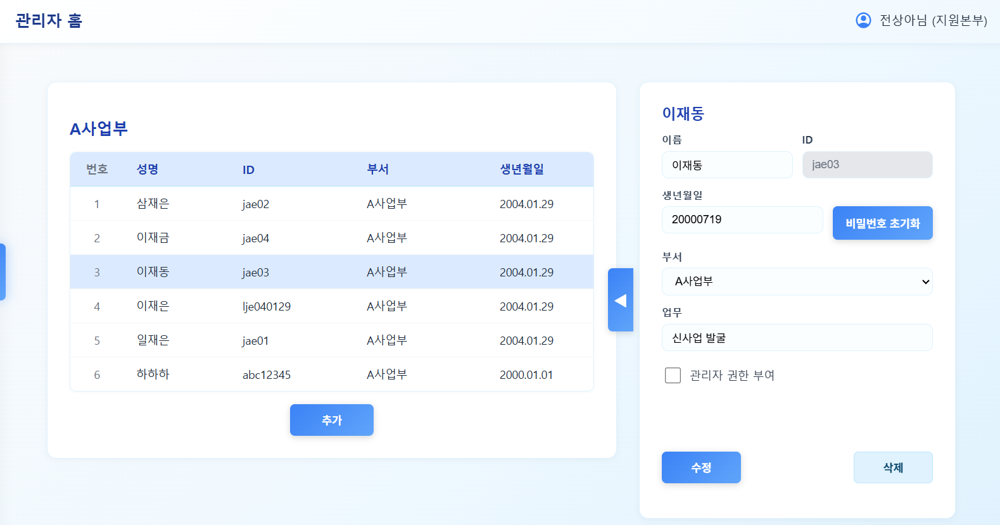 관리자 홈
전상아님 (지원본부)
A사업부
번호 성명 ID 부서 생년월일
1 삼재은 jae02 A사업부 2004.01.29
2 이재금 jae04 A사업부 2004.01.29
3 이재동 jae03 A사업부 2004.01.29
4 이재은 lje040129 A사업부 2004.01.29
5 일재은 jae01 A사업부 2004.01.29
6 하하하 abc12345 A사업부 2000.01.01
추가
이재동
이름 ID
이재동 jae03
생년월일
20000719 비밀번호 초기화
부서
A사업부
업무
신사업 발굴
관리자 권한 부여
수정 삭제